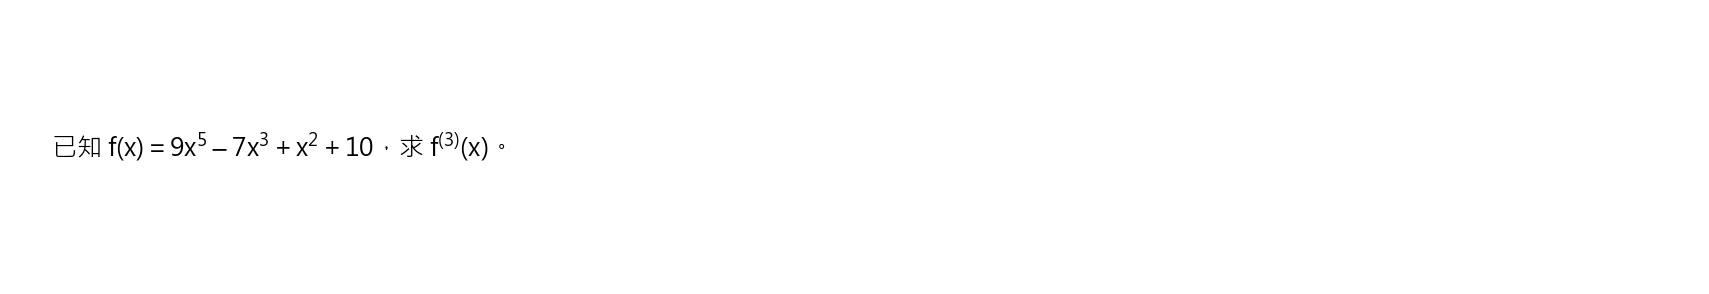 已知 f(x) = 9x⁵ – 7x³ + x² + 10，求 f⁽³⁾(x)。